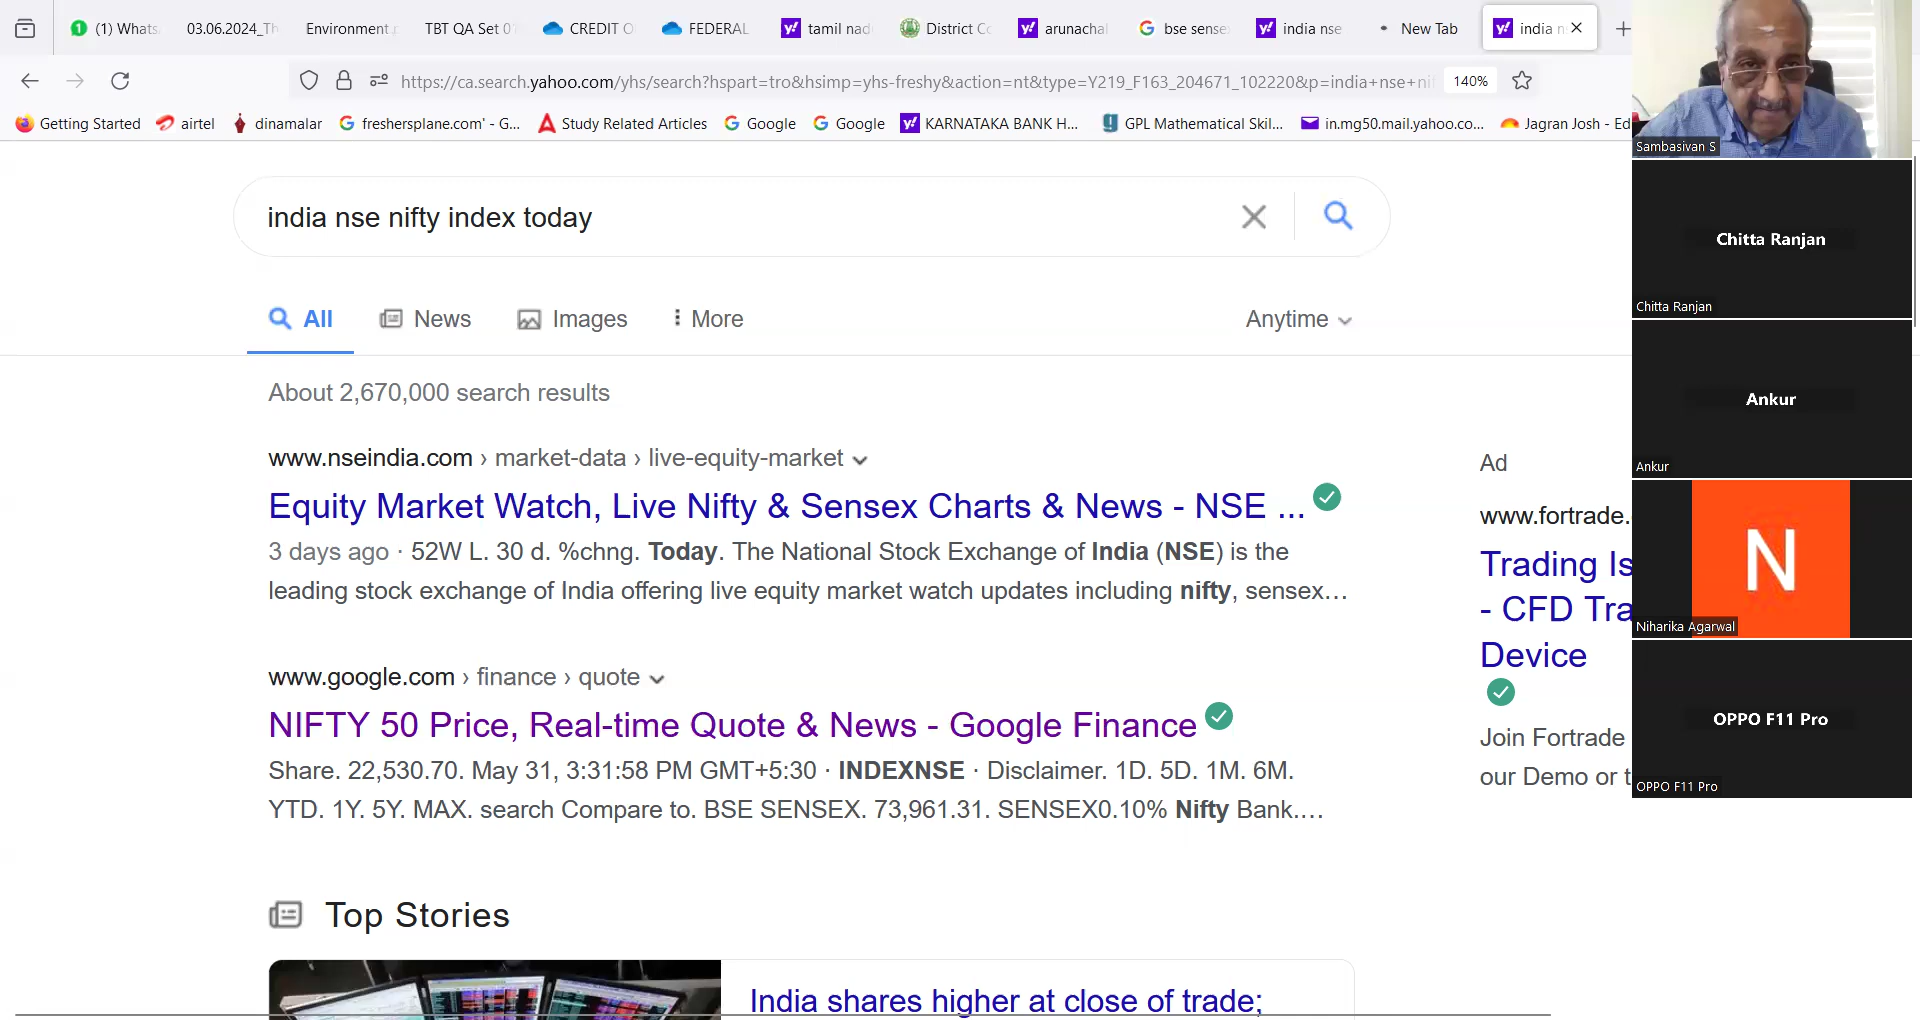 (1) Whats
03.06.2024_Th
Environment
TBT QA Set 07
CREDIT O
FEDERAL
tamil nad
District Co
arunachal
bse sense
india nse
New Tab
india n
https://ca.search.yahoo.com/yhs/search?hspart=tro&hsimp=yhs-freshy&action=nt&type=Y219_F163_204671_102220&p=india+nse+nif
140%
Getting Started
airtel
dinamalar
freshersplane.com' - G...
Study Related Articles
Google
Google
KARNATAKA BANK H...
GPL Mathematical Skil...
in.mg50.mail.yahoo.co...
Jagran Josh - Ed
india nse nifty index today
All
News
Images
More
Anytime
About 2,670,000 search results
www.nseindia.com › market-data › live-equity-market
Equity Market Watch, Live Nifty & Sensex Charts & News - NSE ...
3 days ago · 52W L. 30 d. %chng. Today. The National Stock Exchange of India (NSE) is the
leading stock exchange of India offering live equity market watch updates including nifty, sensex...
www.google.com › finance › quote
NIFTY 50 Price, Real-time Quote & News - Google Finance
Share. 22,530.70. May 31, 3:31:58 PM GMT+5:30 · INDEXNSE · Disclaimer. 1D. 5D. 1M. 6M.
YTD. 1Y. 5Y. MAX. search Compare to. BSE SENSEX. 73,961.31. SENSEX0.10% Nifty Bank....
Top Stories
India shares higher at close of trade;
Ad
www.fortrade.
Trading Is
- CFD Tra
Device
Join Fortrade
our Demo or t
Sambasivan S
Chitta Ranjan
Chitta Ranjan
Ankur
Ankur
N
Niharika Agarwal
OPPO F11 Pro
OPPO F11 Pro